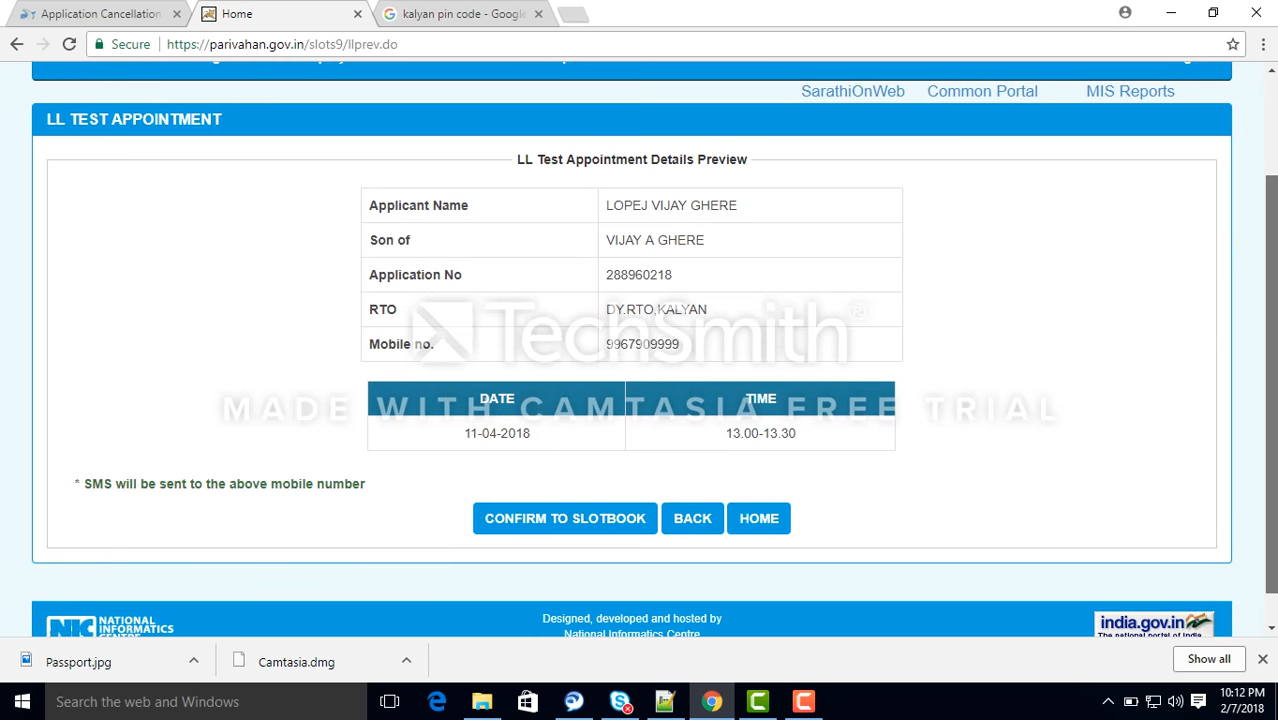 Application Cancellation
Home
kalyan pin code - Google
Secure https://parivahan.gov.in/slots9/llprev.do
SarathiOnWeb Common Portal MIS Reports
LL TEST APPOINTMENT
LL Test Appointment Details Preview
Applicant Name LOPEJ VIJAY GHERE
Son of VIJAY A GHERE
Application No 288960218
RTO DY.RTO,KALYAN
Mobile no. 9967909999
TechSmith®
MADE WITH CAMTASIA FREE TRIAL
DATE TIME
11-04-2018 13.00-13.30
* SMS will be sent to the above mobile number
CONFIRM TO SLOTBOOK BACK HOME
NIC NATIONAL
INFORMATICS
CENTRE
Designed, developed and hosted by
National Informatics Centre
india.gov.in
The national portal of India
Passport.jpg
Camtasia.dmg
Show all
Search the web and Windows
10:12 PM
2/7/2018